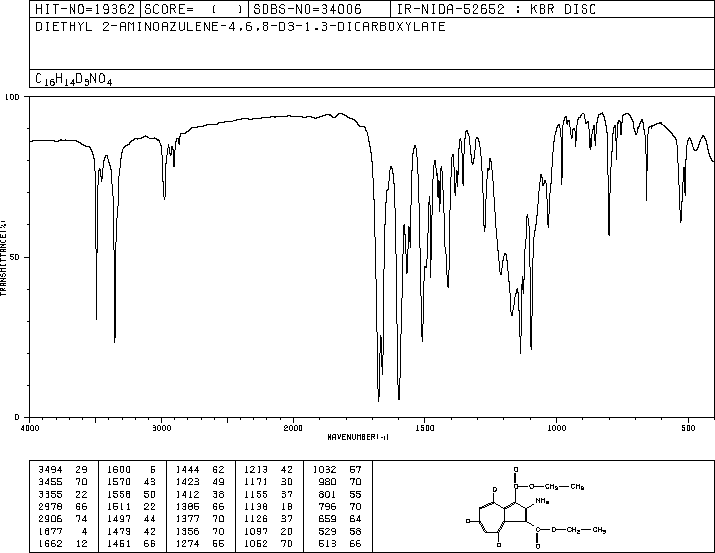 HIT-NO=19362 SCORE= ( ) SDBS-NO=34006 IR-NIDA-52652 : KBR DISC
DIETHYL 2-AMINOAZULENE-4,6,8-D3-1,3-DICARBOXYLATE
C16H14D3NO4
100
TRANSMITTANCE(%)
50
0
4000 3000 2000 1500 1000 500
WAVENUMBER(-1)
3494 29 1600 6 1444 62 1213 42 1032 57
3455 70 1570 43 1423 49 1171 30 980 70
3355 22 1558 50 1412 38 1155 37 801 55
2978 66 1511 22 1386 66 1138 18 796 70
2906 74 1497 44 1377 70 1126 37 659 64
1677 4 1479 42 1356 70 1097 20 529 58
1662 12 1461 66 1274 55 1062 70 513 66
O
C-O-CH2-CH3
D
NH2
D
C-O-CH2-CH3
O
D